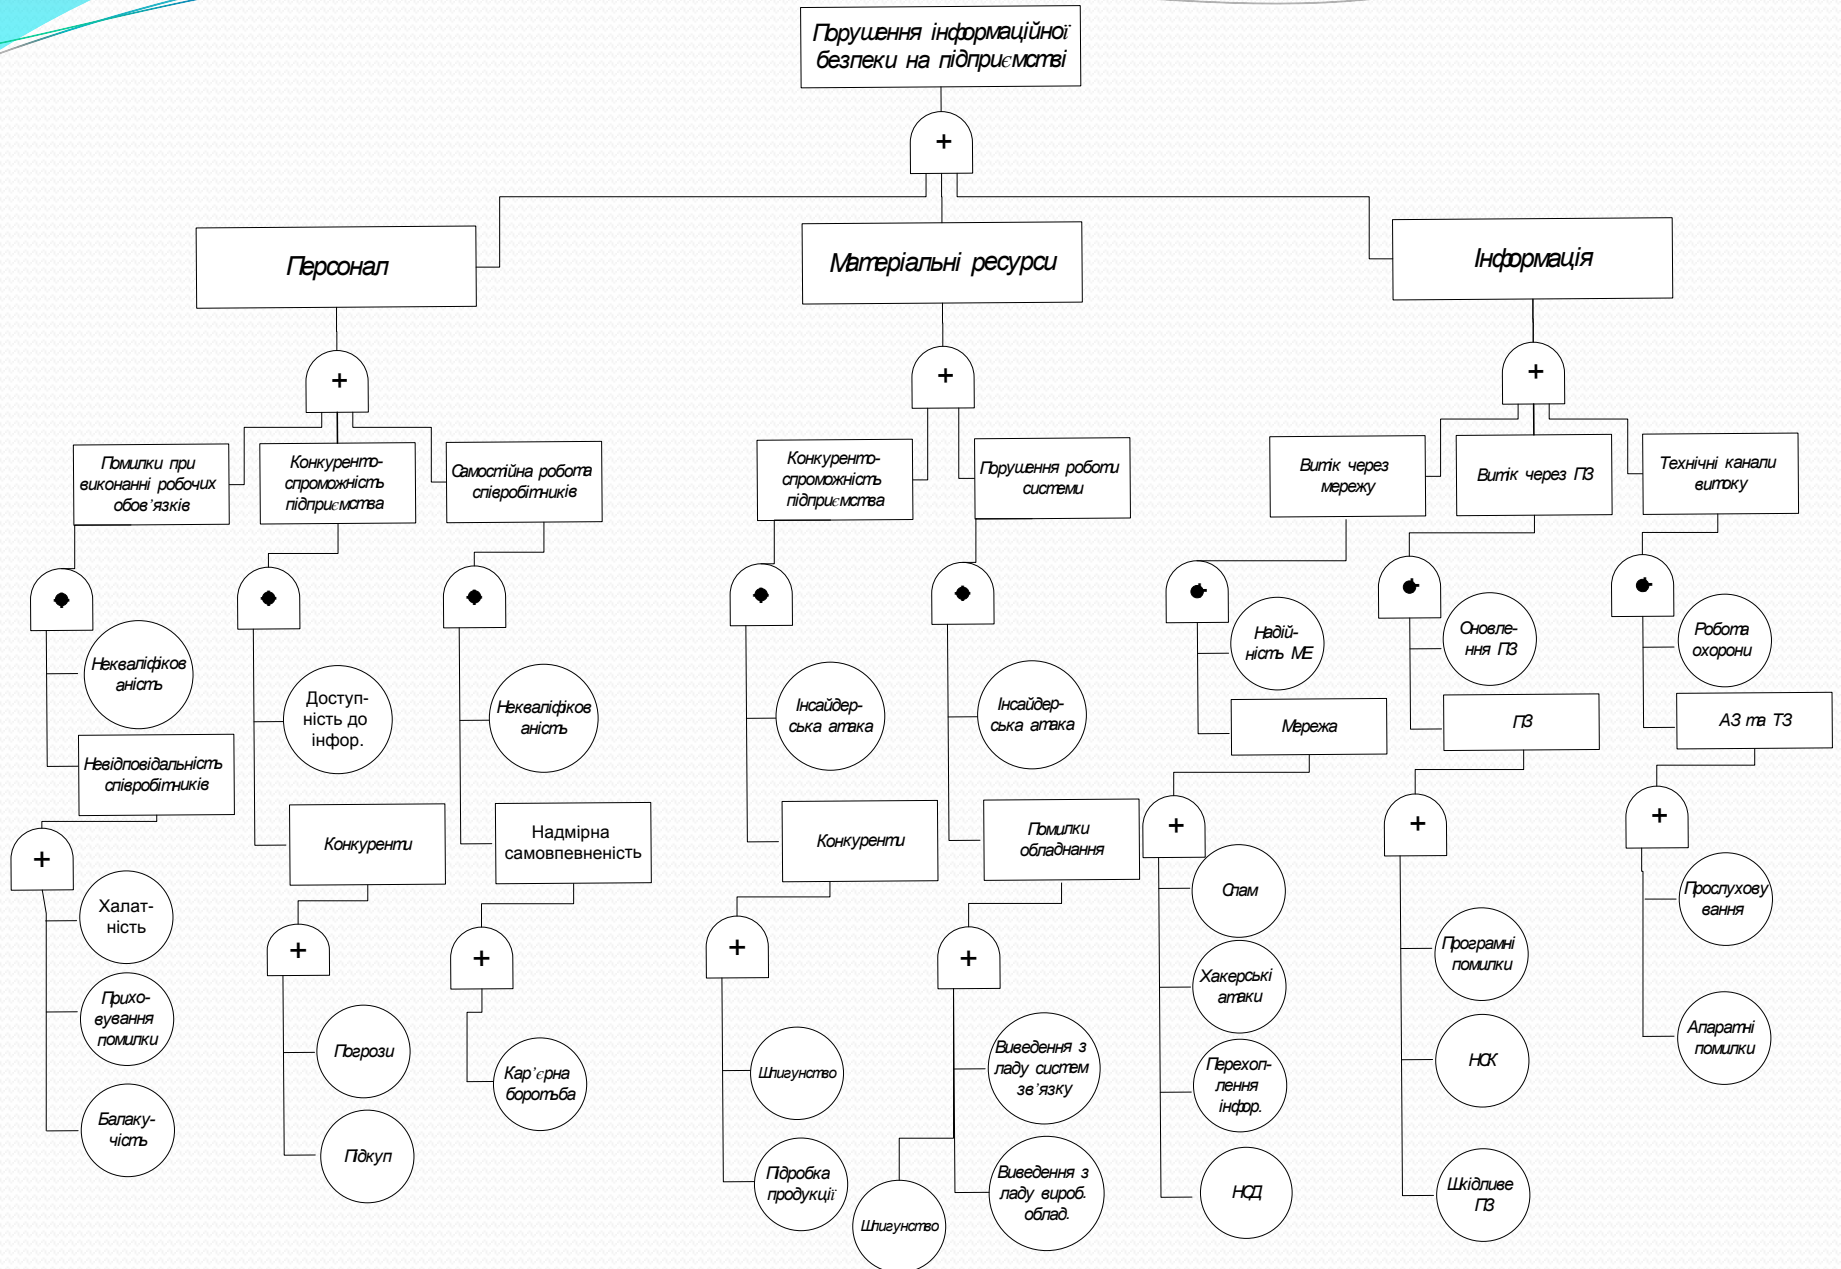 Порушення інформаційної
безпеки на підприємстві
+
Персонал
Матеріальні ресурси
Інформація
+
+
+
Помилки при
виконанні робочих
обов’язків
Конкуренто-
спроможність
підприємства
Самостійна робота
співробітників
Конкуренто-
спроможність
підприємства
Порушення роботи
системи
Витік через
мережу
Витік через ПЗ
Технічні канали
витоку
Некваліфіков
аність
Доступ-
ність до
інфор.
Некваліфіков
аність
Інсайдер-
ська атака
Інсайдер-
ська атака
Надій-
ність МЕ
Оновле-
ння ПЗ
Робота
охорони
Невідповідальність
співробітників
Конкуренти
Надмірна
самовпевненість
Конкуренти
Помилки
обладнання
Мережа
ПЗ
АЗ та ТЗ
+
+
+
+
+
+
+
+
Халат-
ність
Прихо-
вування
помилки
Балаку-
чість
Погрози
Підкуп
Кар’єрна
боротьба
Шпигунство
Підробка
продукції
Виведення з
ладу систем
зв’язку
Виведення з
ладу вироб.
облад.
Шпигунство
Спам
Хакерські
атаки
Перехоп-
лення
інфор.
НСД
Програмні
помилки
НСК
Шкідливе
ПЗ
Прослухову
вання
Апаратні
помилки